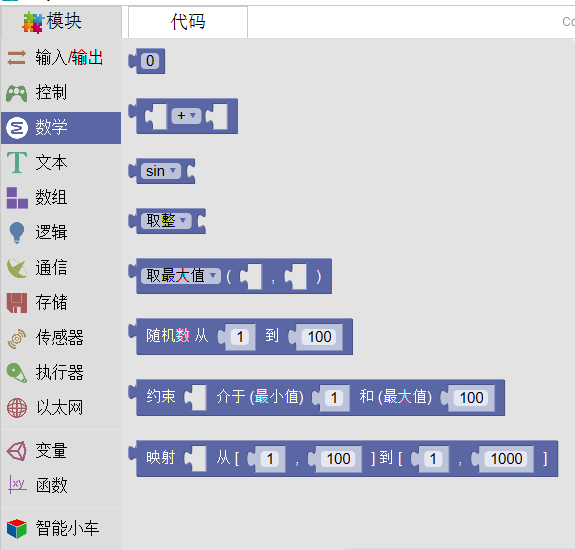 模块
代码
Co
输入/输出
控制
数学
文本
数组
逻辑
通信
存储
传感器
执行器
以太网
变量
函数
智能小车
0
+
sin
取整
取最大值 ( , )
随机数 从 1 到 100
约束 介于 (最小值) 1 和 (最大值) 100
映射 从 [ 1 , 100 ] 到 [ 1 , 1000 ]